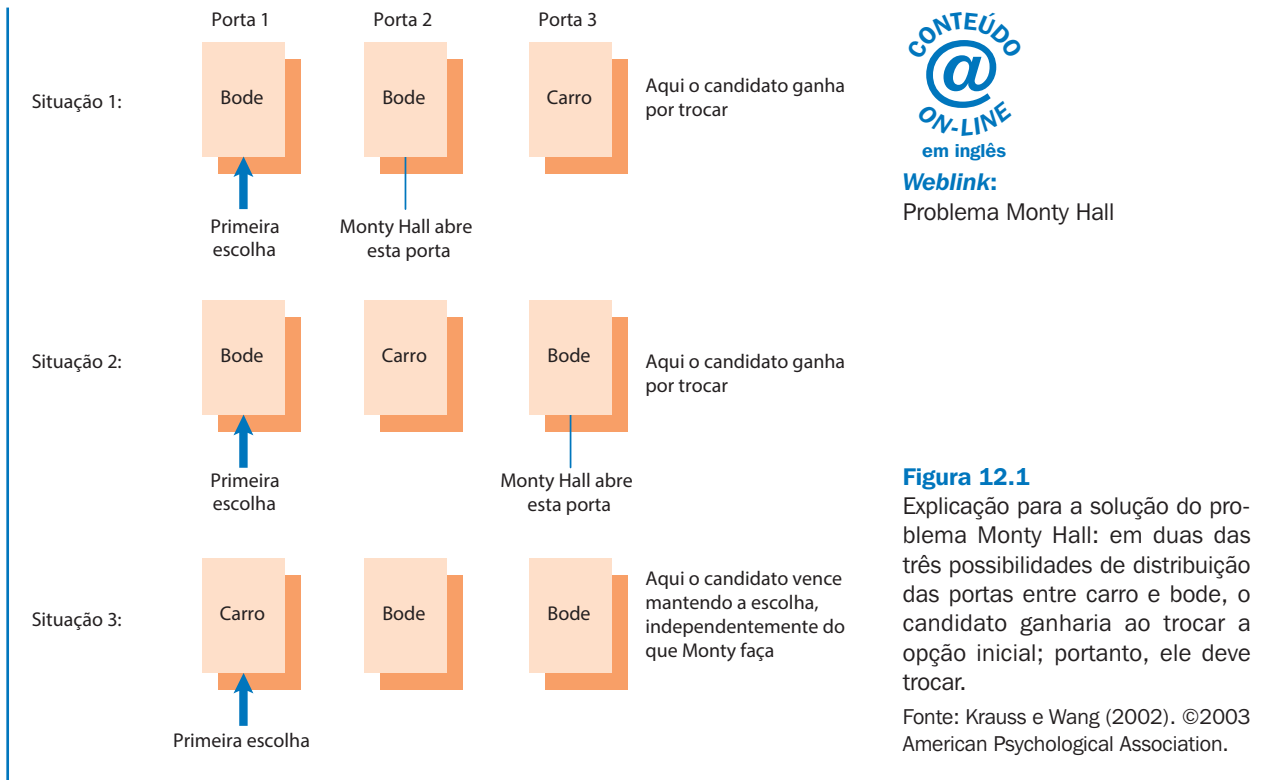 Porta 1
Porta 2
Porta 3
Situação 1:
Bode
Bode
Carro
Aqui o candidato ganha
por trocar
Primeira
escolha
Monty Hall abre
esta porta
Situação 2:
Bode
Carro
Bode
Aqui o candidato ganha
por trocar
Primeira
escolha
Monty Hall abre
esta porta
Situação 3:
Carro
Bode
Bode
Aqui o candidato vence
mantendo a escolha,
independentemente do
que Monty faça
Primeira escolha
CONTEÚDO
@
ON-LINE
em inglês
Weblink:
Problema Monty Hall
Figura 12.1
Explicação para a solução do pro-
blema Monty Hall: em duas das
três possibilidades de distribuição
das portas entre carro e bode, o
candidato ganharia ao trocar a
opção inicial; portanto, ele deve
trocar.
Fonte: Krauss e Wang (2002). ©2003
American Psychological Association.